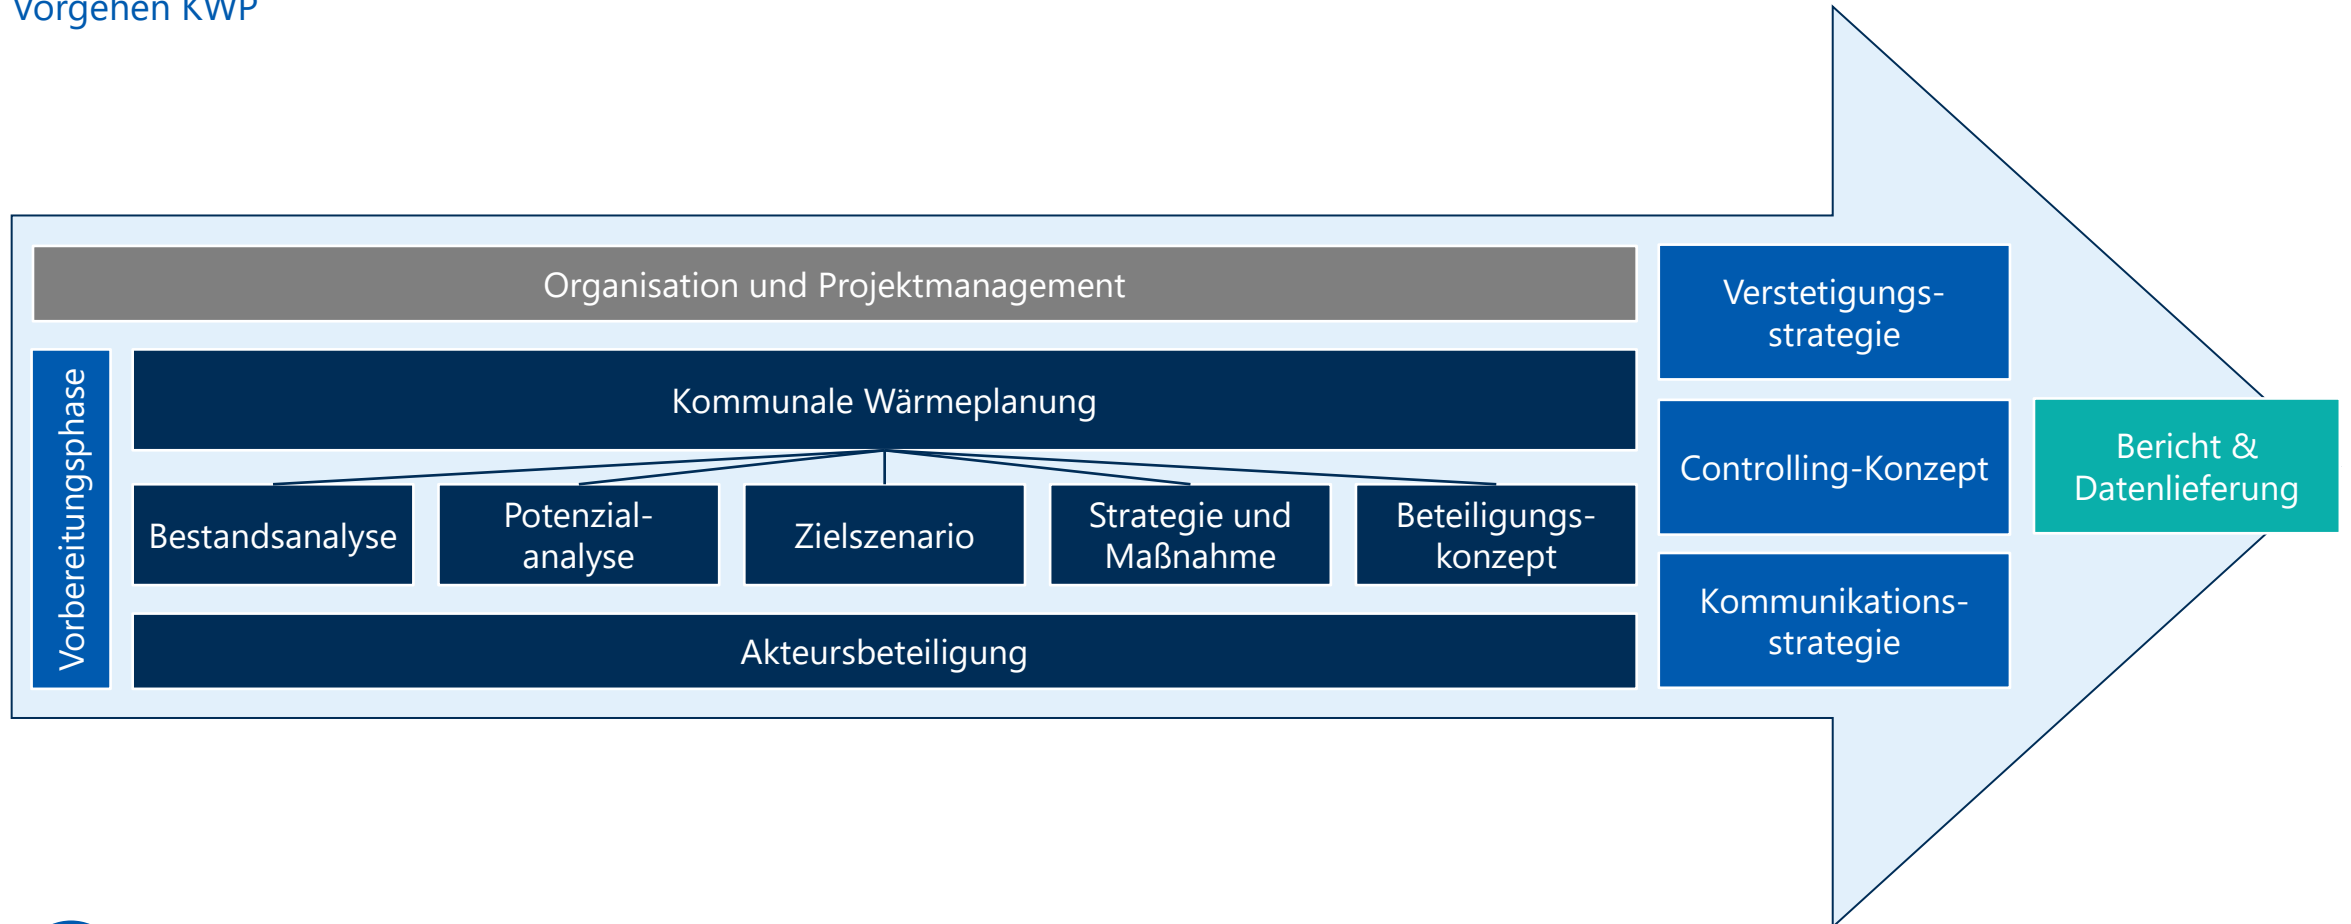 Vorgehen KWP
Organisation und Projektmanagement
Vorbereitungsphase
Kommunale Wärmeplanung
Bestandsanalyse
Potenzial-
analyse
Zielszenario
Strategie und
Maßnahme
Beteiligungs-
konzept
Akteursbeteiligung
Verstetigungs-
strategie
Controlling-Konzept
Kommunikations-
strategie
Bericht &
Datenlieferung